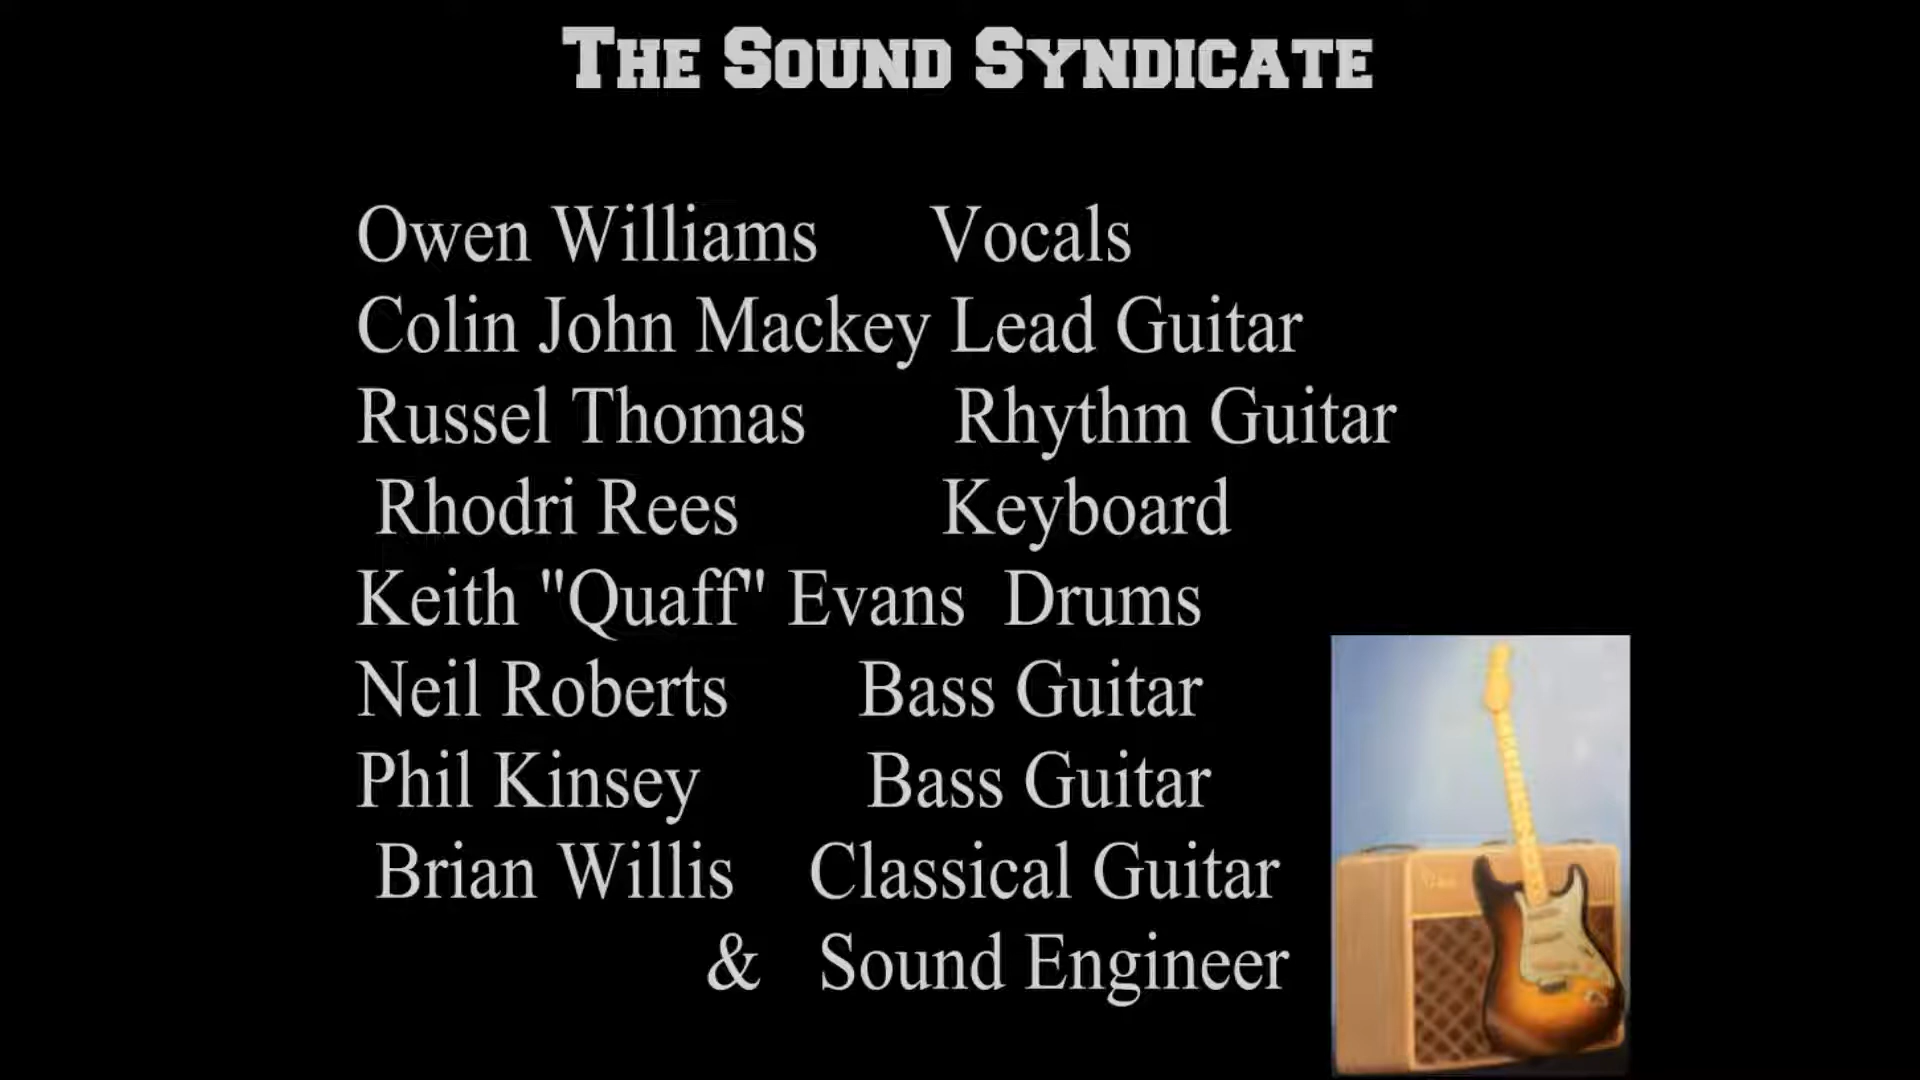 THE SOUND SYNDICATE
Owen Williams Vocals
Colin John Mackey Lead Guitar
Russel Thomas Rhythm Guitar
Rhodri Rees Keyboard
Keith "Quaff" Evans Drums
Neil Roberts Bass Guitar
Phil Kinsey Bass Guitar
Brian Willis Classical Guitar
& Sound Engineer